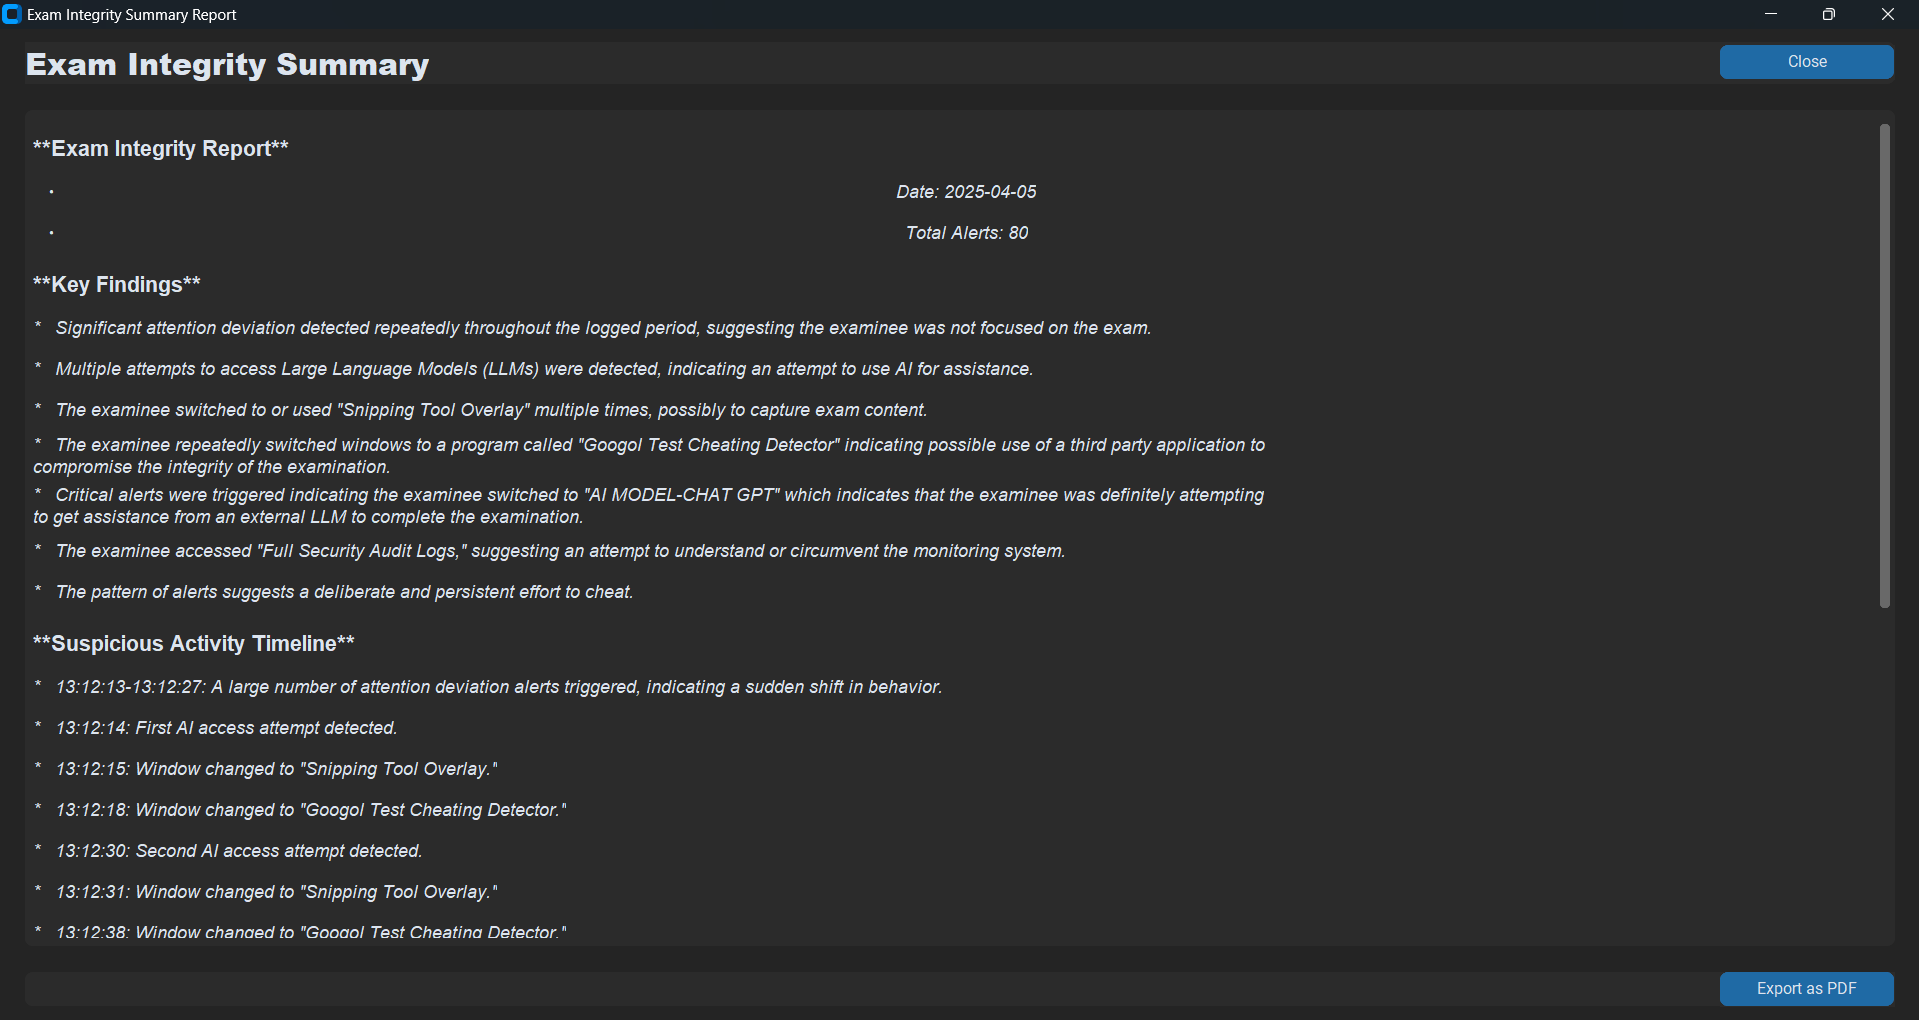 Exam Integrity Summary Report
Exam Integrity Summary
Close
**Exam Integrity Report**
• Date: 2025-04-05
• Total Alerts: 80
**Key Findings**
* Significant attention deviation detected repeatedly throughout the logged period, suggesting the examinee was not focused on the exam.
* Multiple attempts to access Large Language Models (LLMs) were detected, indicating an attempt to use AI for assistance.
* The examinee switched to or used "Snipping Tool Overlay" multiple times, possibly to capture exam content.
* The examinee repeatedly switched windows to a program called "Googol Test Cheating Detector" indicating possible use of a third party application to
compromise the integrity of the examination.
* Critical alerts were triggered indicating the examinee switched to "AI MODEL-CHAT GPT" which indicates that the examinee was definitely attempting
to get assistance from an external LLM to complete the examination.
* The examinee accessed "Full Security Audit Logs," suggesting an attempt to understand or circumvent the monitoring system.
* The pattern of alerts suggests a deliberate and persistent effort to cheat.
**Suspicious Activity Timeline**
* 13:12:13-13:12:27: A large number of attention deviation alerts triggered, indicating a sudden shift in behavior.
* 13:12:14: First AI access attempt detected.
* 13:12:15: Window changed to "Snipping Tool Overlay."
* 13:12:18: Window changed to "Googol Test Cheating Detector."
* 13:12:30: Second AI access attempt detected.
* 13:12:31: Window changed to "Snipping Tool Overlay."
* 13:12:38: Window changed to "Googol Test Cheating Detector."
Export as PDF